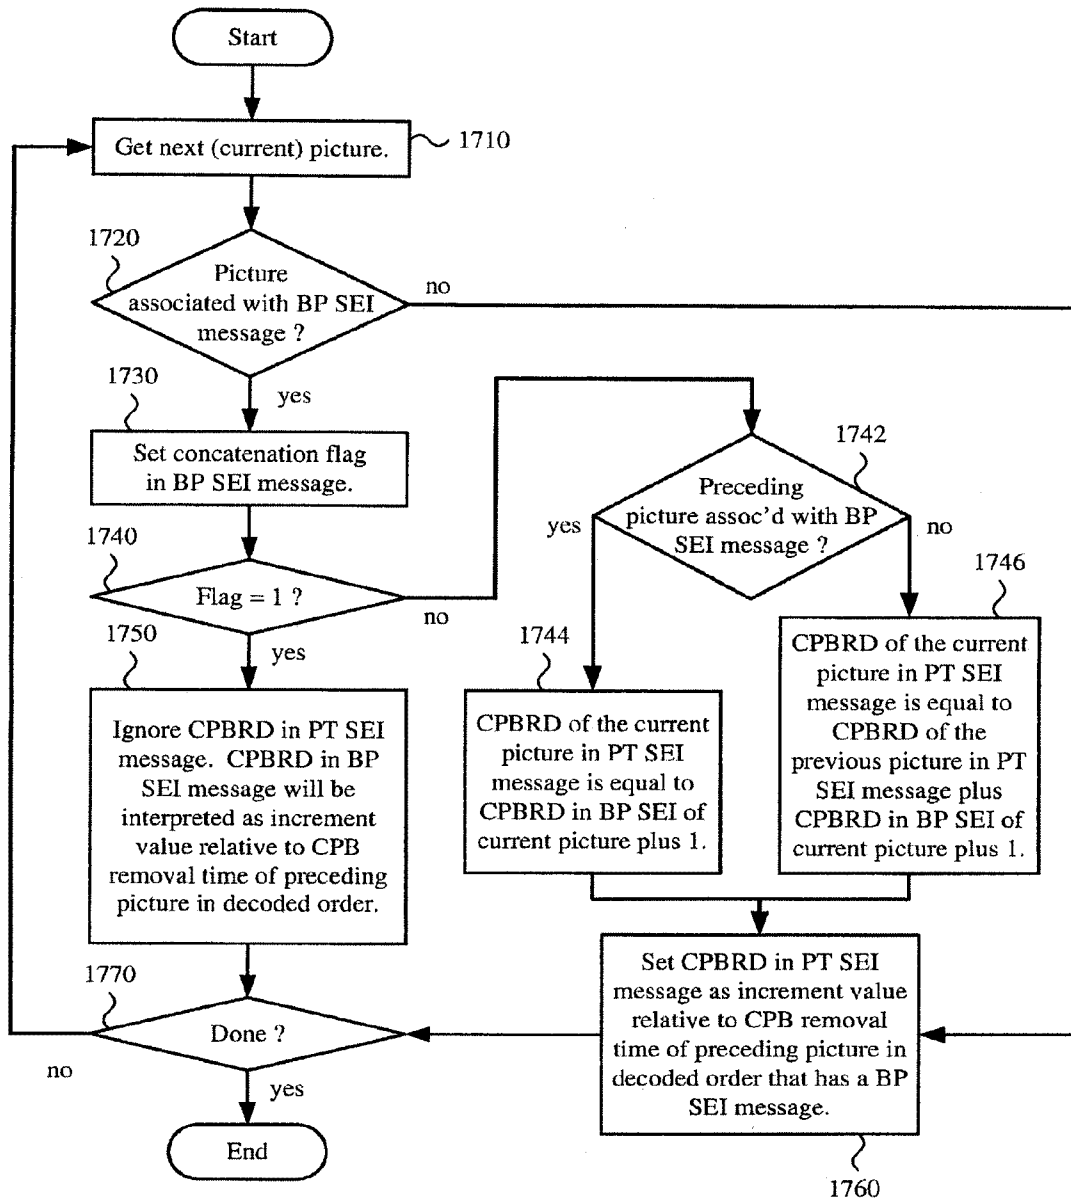 Start
Get next (current) picture.
1710
1720
Picture
associated with BP SEI
message ?
no
yes
1730
Set concatenation flag
in BP SEI message.
1740
Flag = 1 ?
no
yes
1742
Preceding
picture assoc'd with BP
SEI message ?
yes
no
1744
CPBRD of the current
picture in PT SEI
message is equal to
CPBRD in BP SEI of
current picture plus 1.
1746
CPBRD of the current
picture in PT SEI
message is equal to
CPBRD of the
previous picture in PT
SEI message plus
CPBRD in BP SEI of
current picture plus 1.
1750
Ignore CPBRD in PT SEI
message. CPBRD in BP
SEI message will be
interpreted as increment
value relative to CPB
removal time of preceding
picture in decoded order.
Set CPBRD in PT SEI
message as increment value
relative to CPB removal
time of preceding picture in
decoded order that has a BP
SEI message.
1760
1770
Done ?
no
yes
End